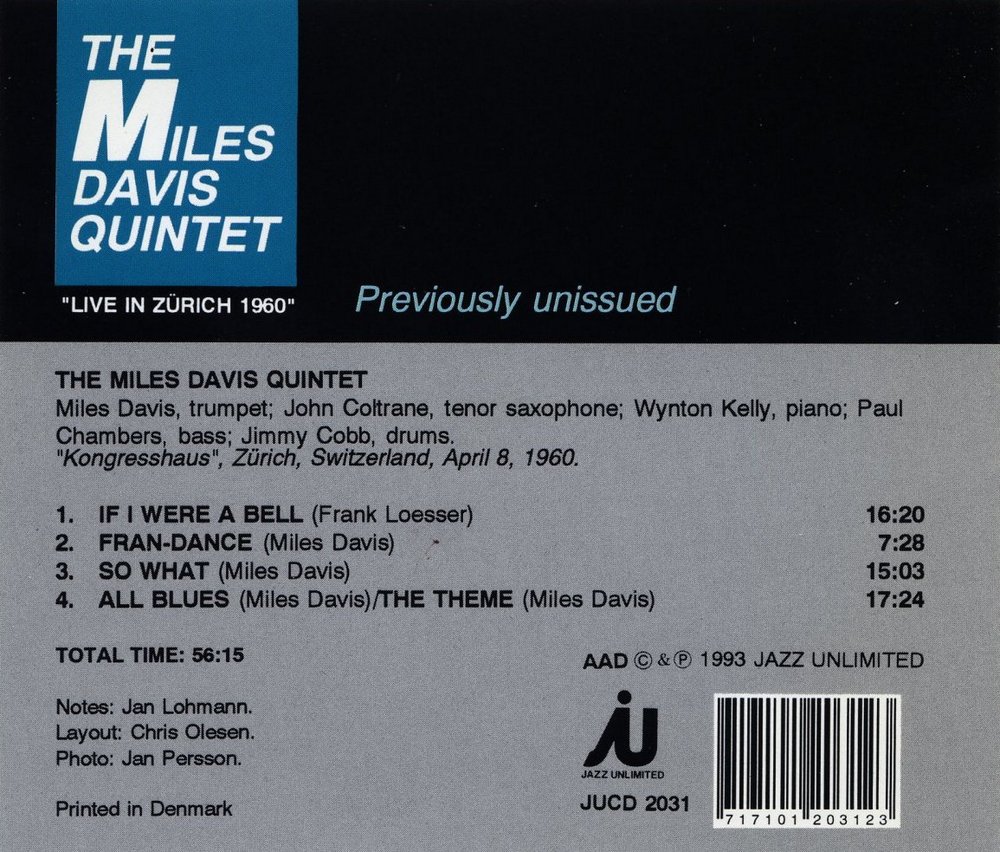 THE
MILES
DAVIS
QUINTET
"LIVE IN ZÜRICH 1960"
Previously unissued
THE MILES DAVIS QUINTET
Miles Davis, trumpet; John Coltrane, tenor saxophone; Wynton Kelly, piano; Paul
Chambers, bass; Jimmy Cobb, drums.
"Kongresshaus", Zürich, Switzerland, April 8, 1960.
1. IF I WERE A BELL (Frank Loesser) 16:20
2. FRAN-DANCE (Miles Davis) 7:28
3. SO WHAT (Miles Davis) 15:03
4. ALL BLUES (Miles Davis)/THE THEME (Miles Davis) 17:24
TOTAL TIME: 56:15
AAD © & ℗ 1993 JAZZ UNLIMITED
Notes: Jan Lohmann.
Layout: Chris Olesen.
Photo: Jan Persson.
Printed in Denmark
JU
JAZZ UNLIMITED
JUCD 2031
717101 203123